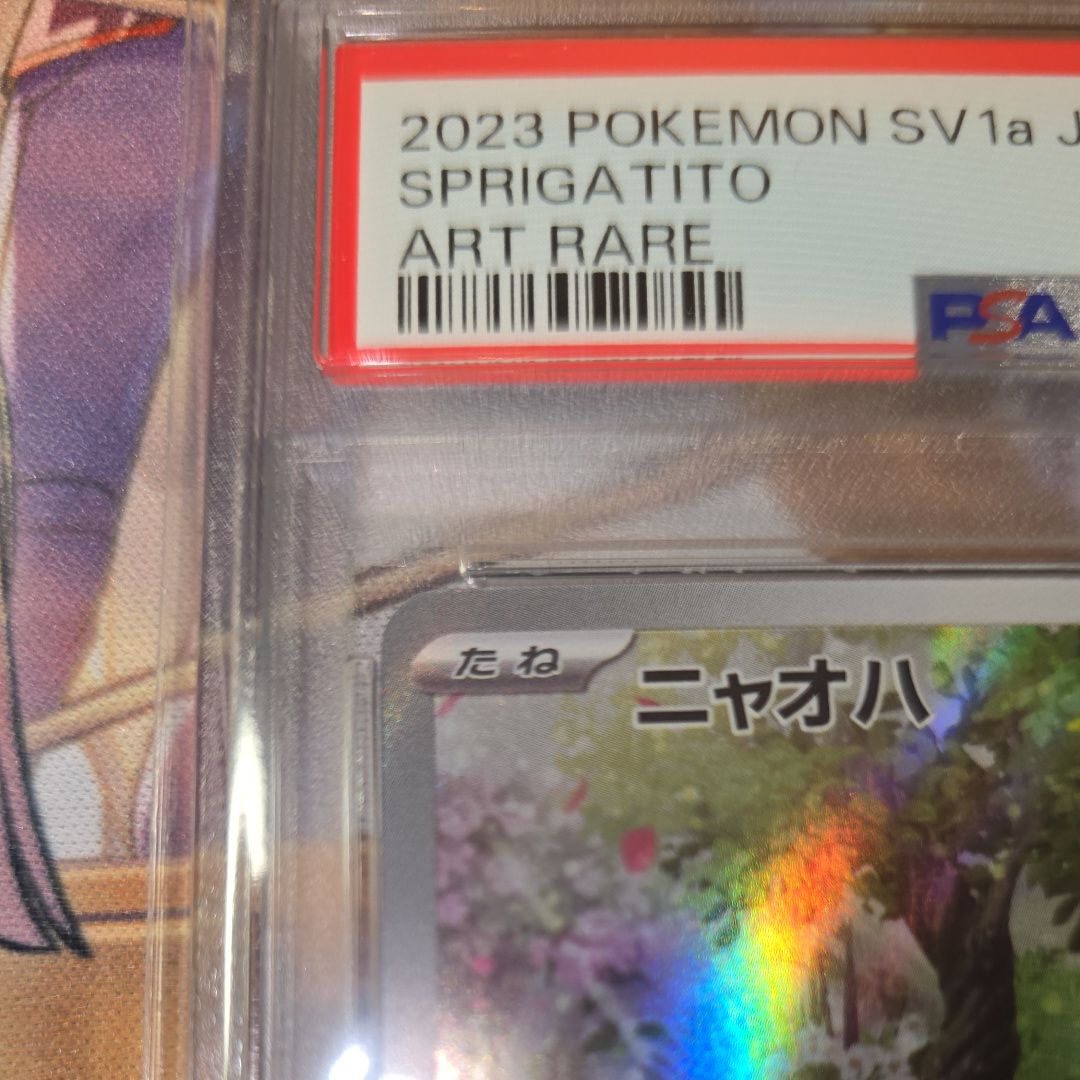 2023 POKEMON SV1a J
SPRIGATITO
ART RARE
PSA
たね
ニャオハ